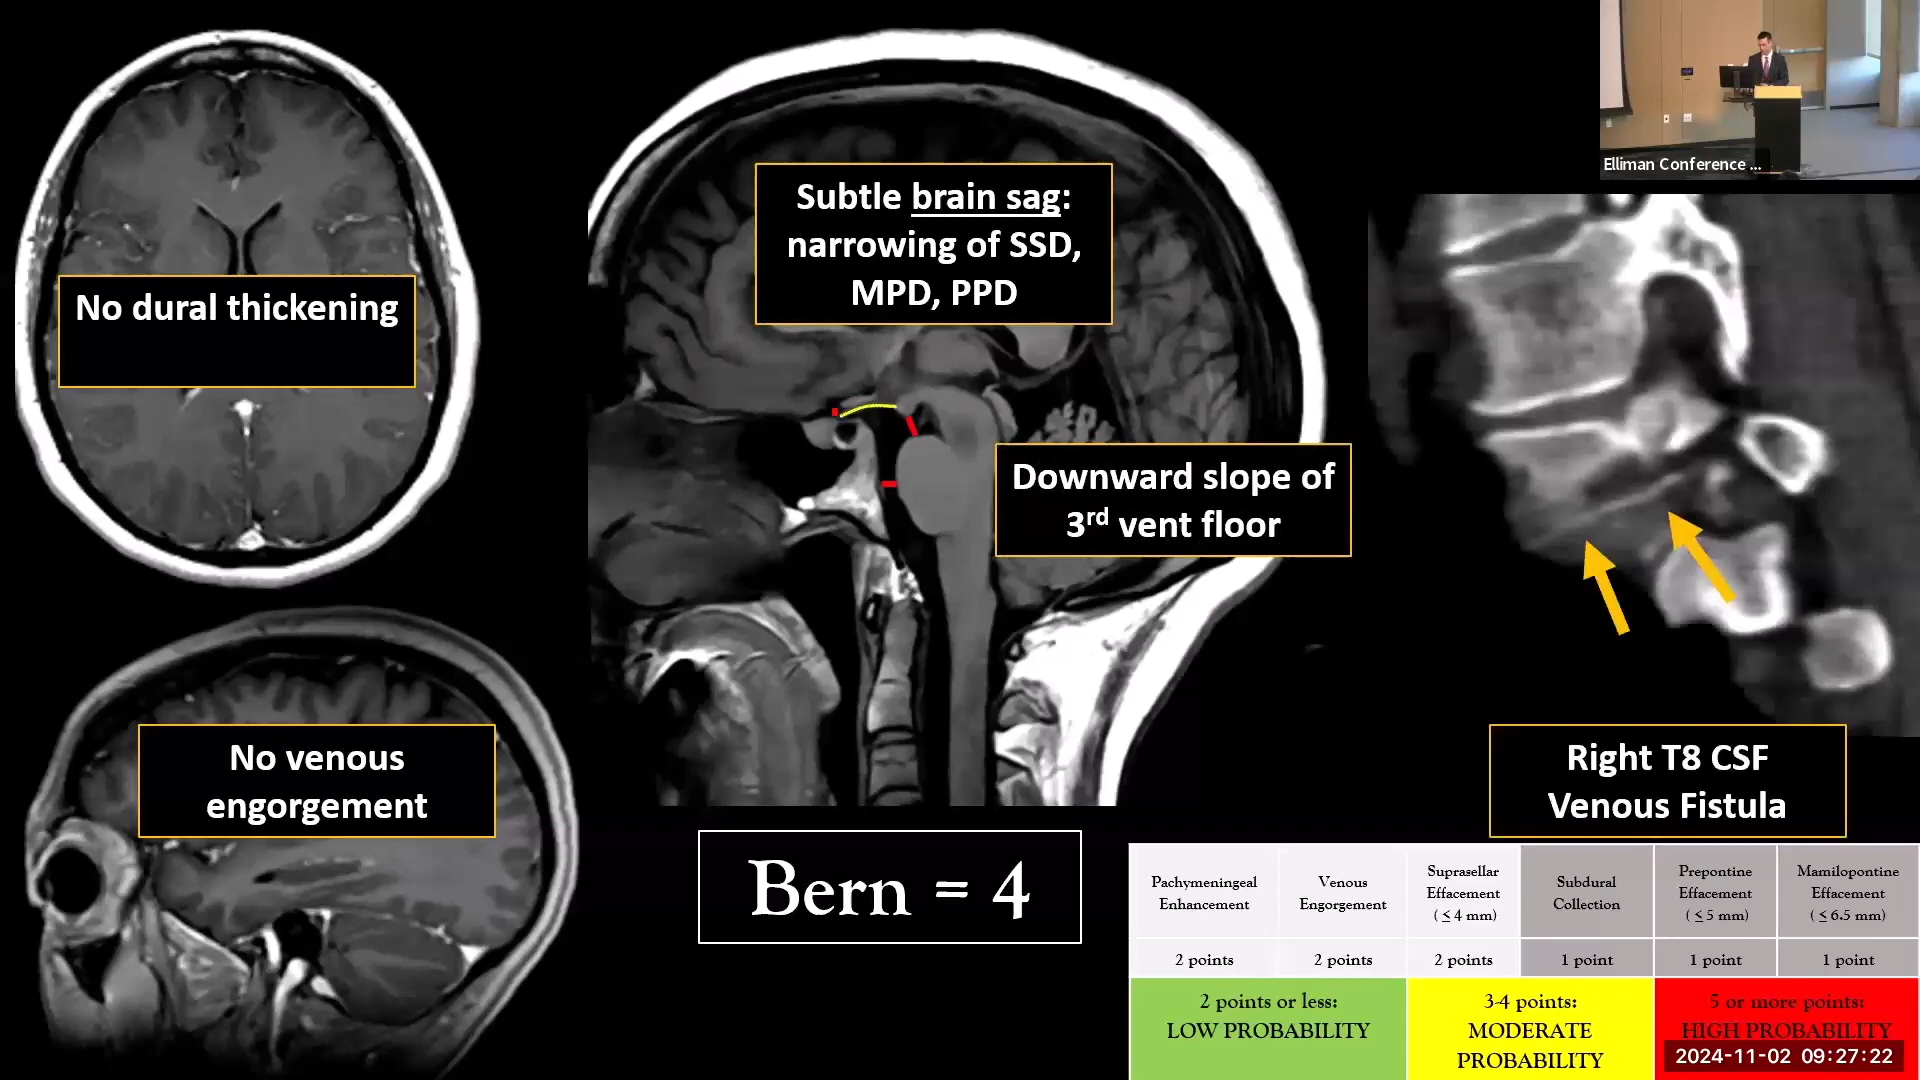 Elliman Conference ...
No dural thickening
Subtle brain sag:
narrowing of SSD,
MPD, PPD
Downward slope of
3rd vent floor
No venous
engorgement
Right T8 CSF
Venous Fistula
Bern = 4
Pachymeningeal
Enhancement
Venous
Engorgement
Suprasellar
Effacement
( ≤ 4 mm)
Subdural
Collection
Prepontine
Effacement
( ≤ 5 mm)
Mamilopontine
Effacement
( ≤ 6.5 mm)
2 points
2 points
2 points
1 point
1 point
1 point
2 points or less:
LOW PROBABILITY
3-4 points:
MODERATE
PROBABILITY
5 or more points:
HIGH PROBABILITY
2024-11-02 09:27:22